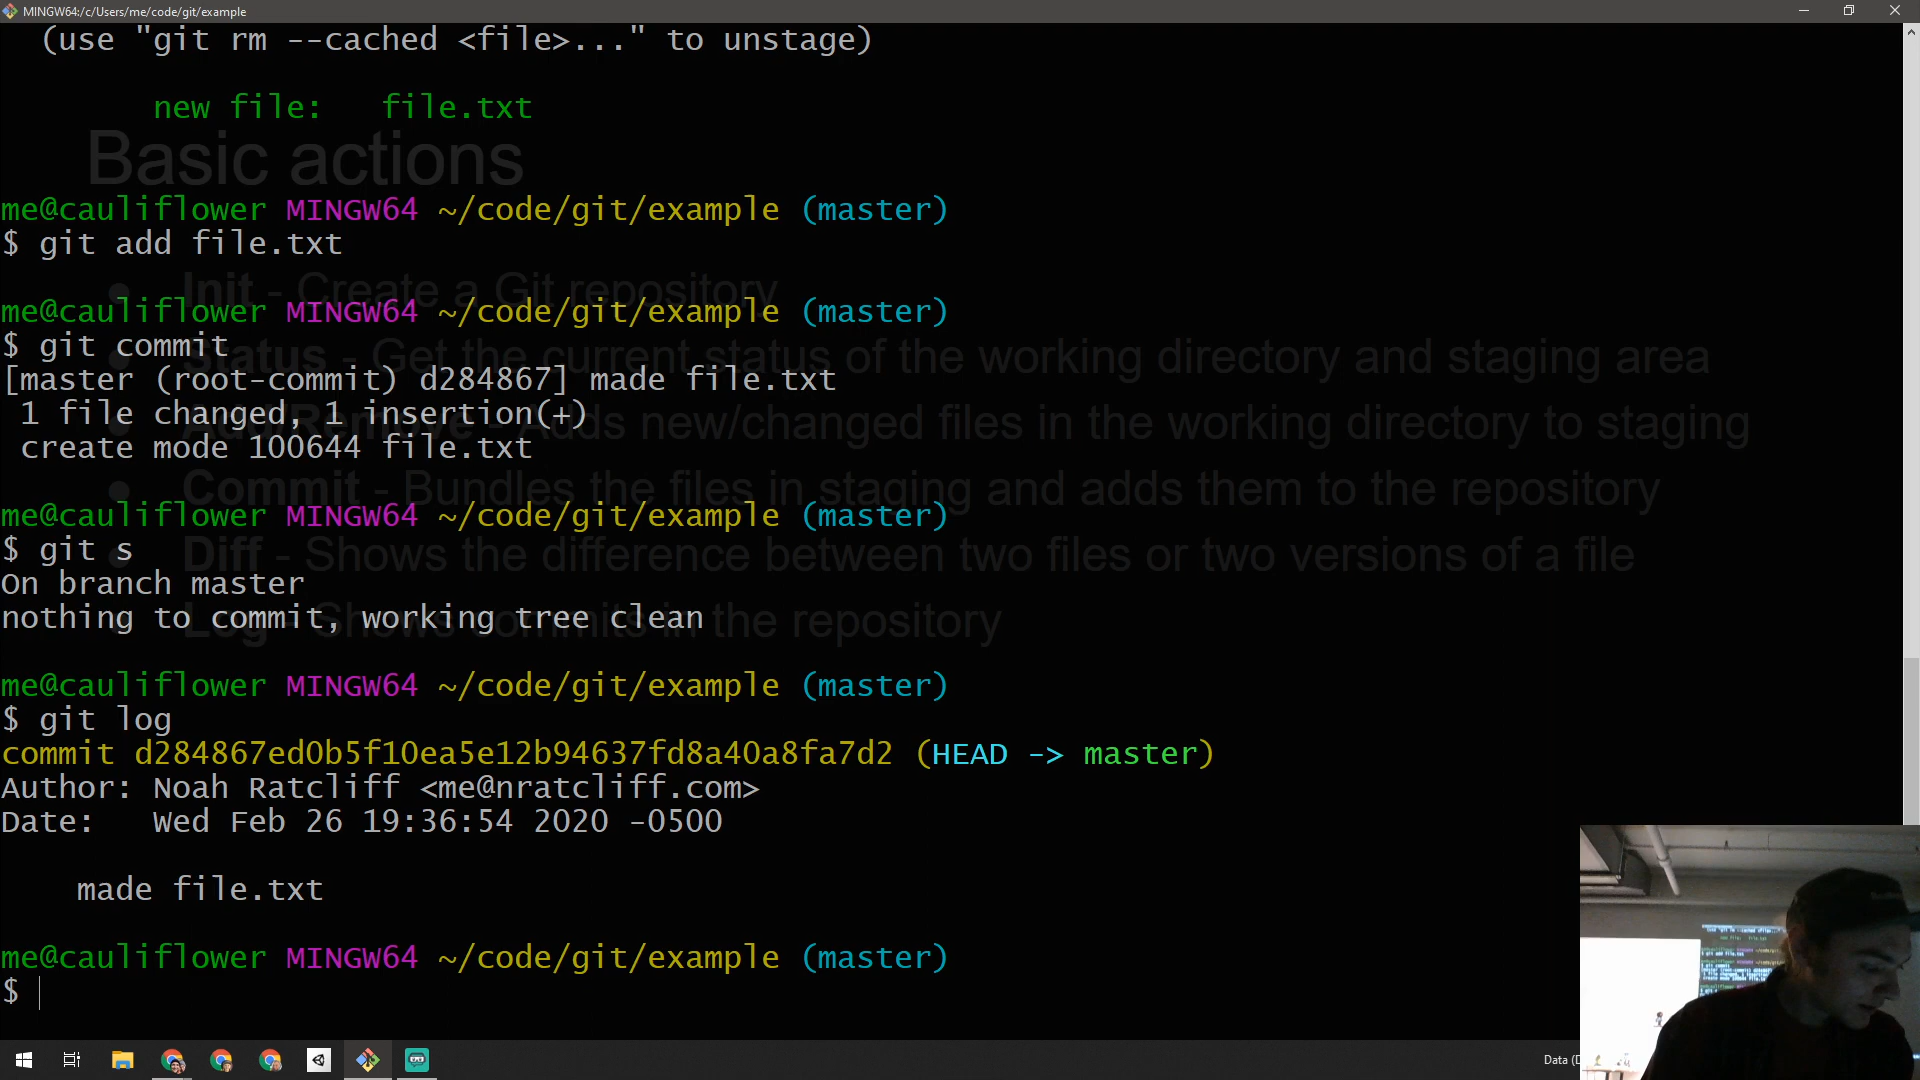 MINGW64:/c/Users/me/code/git/example
(use "git rm --cached <file>..." to unstage)
new file:   file.txt
Basic actions
me@cauliflower MINGW64 ~/code/git/example (master)
$ git add file.txt
Init - Create a Git repository
me@cauliflower MINGW64 ~/code/git/example (master)
$ git commit
Status - Get the current status of the working directory and staging area
[master (root-commit) d284867] made file.txt
1 file changed, 1 insertion(+)
Add/Remove - Adds new/changed files in the working directory to staging
create mode 100644 file.txt
Commit - Bundles the files in staging and adds them to the repository
me@cauliflower MINGW64 ~/code/git/example (master)
$ git s
Diff - Shows the difference between two files or two versions of a file
On branch master
nothing to commit, working tree clean
Log - Shows commits in the repository
me@cauliflower MINGW64 ~/code/git/example (master)
$ git log
commit d284867ed0b5f10ea5e12b94637fd8a40a8fa7d2 (HEAD -> master)
Author: Noah Ratcliff <me@nratcliff.com>
Date:   Wed Feb 26 19:36:54 2020 -0500
made file.txt
me@cauliflower MINGW64 ~/code/git/example (master)
$
Data (D